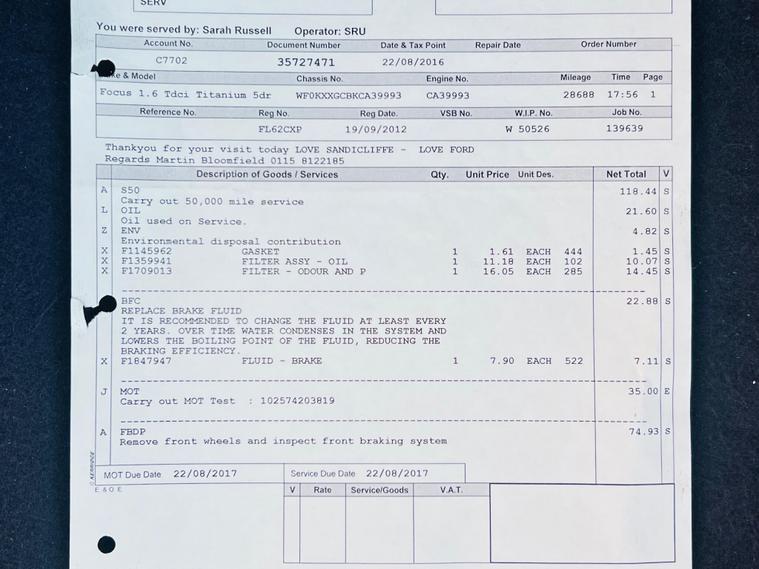 SERV
You were served by: Sarah Russell Operator: SRU
Account No. Document Number Date & Tax Point Repair Date Order Number
C7702 35727471 22/08/2016
& Model Chassis No. Engine No. Mileage Time Page
Focus 1.6 Tdci Titanium 5dr WF0KXXGCBKCA39993 CA39993 28688 17:56 1
Reference No. Reg No. Reg Date. VSB No. W.I.P. No. Job No.
FL62CXP 19/09/2012 W 50526 139639
Thankyou for your visit today LOVE SANDICLIFFE - LOVE FORD
Regards Martin Bloomfield 0115 8122185
Description of Goods / Services Qty. Unit Price Unit Des. Net Total V
A S50 118.44 S
Carry out 50,000 mile service
L OIL 21.60 S
Oil used on Service.
Z ENV 4.82 S
Environmental disposal contribution
X F1145962 GASKET 1 1.61 EACH 444 1.45 S
X F1359941 FILTER ASSY - OIL 1 11.18 EACH 102 10.07 S
X F1709013 FILTER - ODOUR AND P 1 16.05 EACH 285 14.45 S
BFC 22.88 S
REPLACE BRAKE FLUID
IT IS RECOMMENDED TO CHANGE THE FLUID AT LEAST EVERY
2 YEARS. OVER TIME WATER CONDENSES IN THE SYSTEM AND
LOWERS THE BOILING POINT OF THE FLUID, REDUCING THE
BRAKING EFFICIENCY.
X F1847947 FLUID - BRAKE 1 7.90 EACH 522 7.11 S
J MOT 35.00 E
Carry out MOT Test : 102574203819
A FBDP 74.93 S
Remove front wheels and inspect front braking system
KERRIDGE
MOT Due Date 22/08/2017 Service Due Date 22/08/2017
E & O E
V Rate Service/Goods V.A.T.